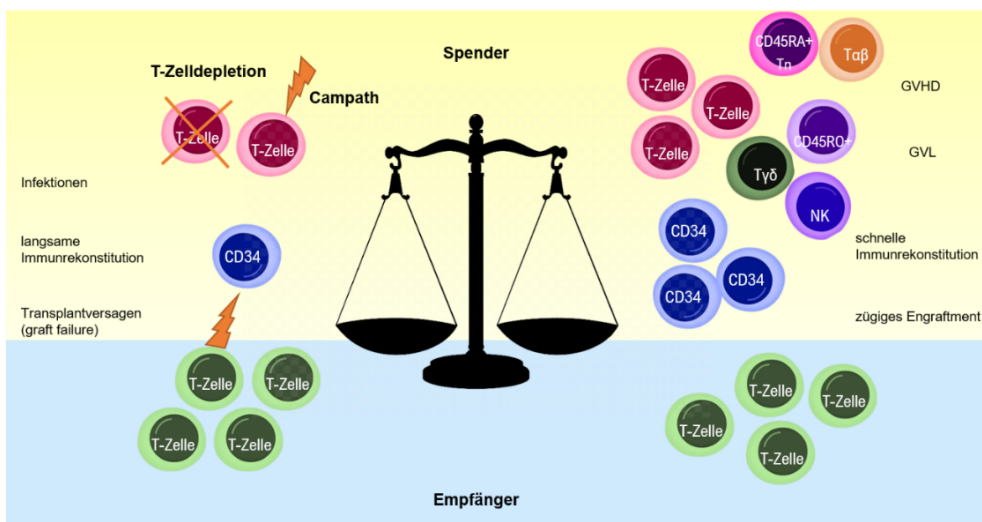 Spender
T-Zelldepletion
Campath
T-Zelle
T-Zelle
Infektionen
langsame
Immunrekonstitution
CD34
Transplantversagen
(graft failure)
T-Zelle
T-Zelle
T-Zelle
T-Zelle
CD45RA+
Tn
Tαβ
T-Zelle
T-Zelle
T-Zelle
GVHD
CD45RO+
GVL
Tγδ
NK
CD34
CD34
CD34
schnelle
Immunrekonstitution
zügiges Engraftment
T-Zelle
T-Zelle
T-Zelle
T-Zelle
Empfänger